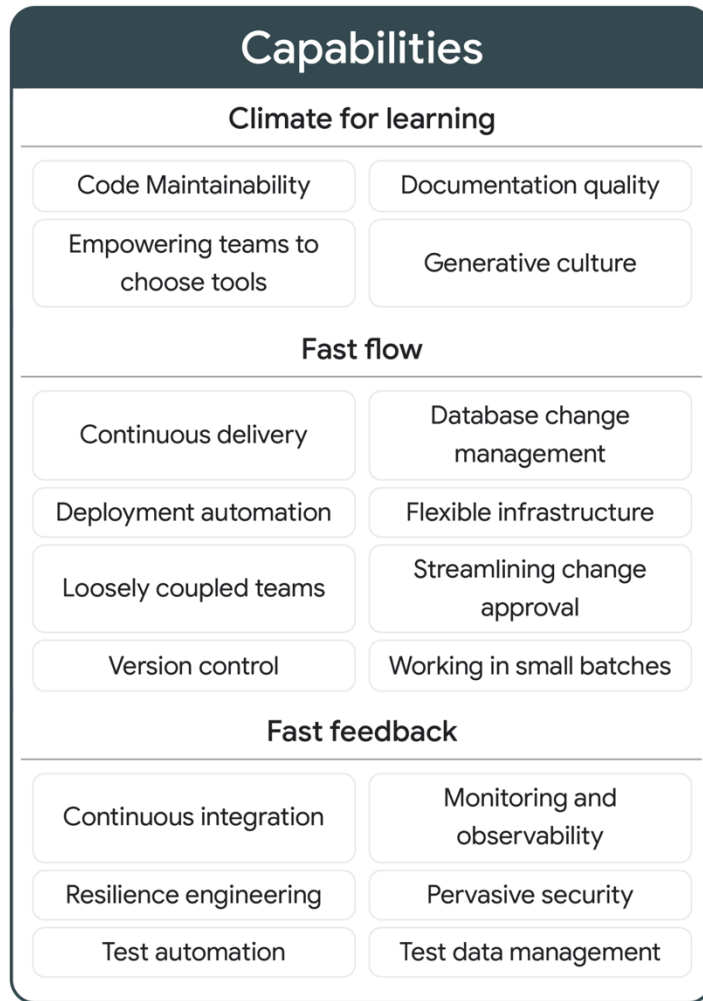 Capabilities
Climate for learning
Code Maintainability
Documentation quality
Empowering teams to
choose tools
Generative culture
Fast flow
Continuous delivery
Database change
management
Deployment automation
Flexible infrastructure
Loosely coupled teams
Streamlining change
approval
Version control
Working in small batches
Fast feedback
Continuous integration
Monitoring and
observability
Resilience engineering
Pervasive security
Test automation
Test data management